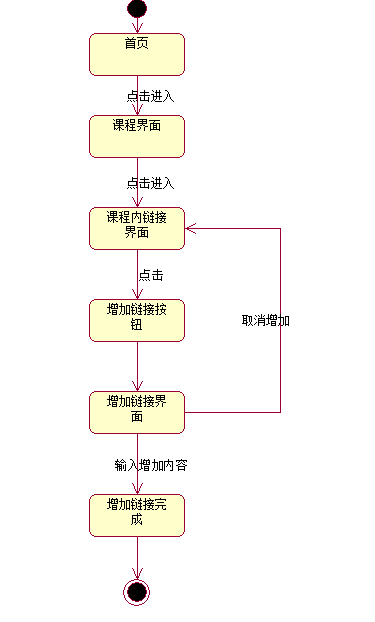 首页
点击进入
课程界面
点击进入
课程内链接
界面
点击
增加链接按
钮
取消增加
增加链接界
面
输入增加内容
增加链接完
成